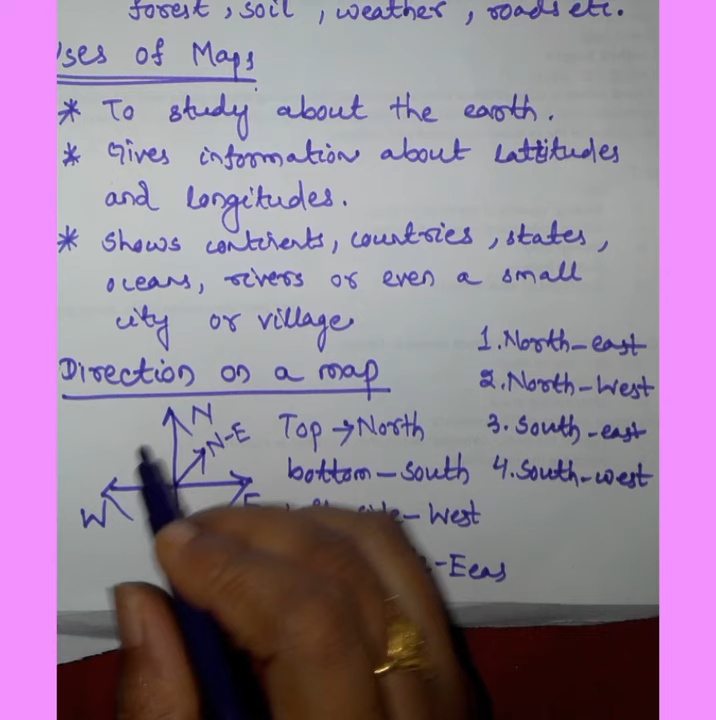 forest, soil, weather, roads etc.
ses of Maps
* To study about the earth.
* Gives information about Lattitudes
and Longitudes.
* Shows continents, countries, states,
oceans, rivers or even a small
city or village
Direction on a map
N
N-E
W
E
Top → North
bottom - South
- West
- Eeas
1. North - east
2. North - West
3. South - east
4. South - west